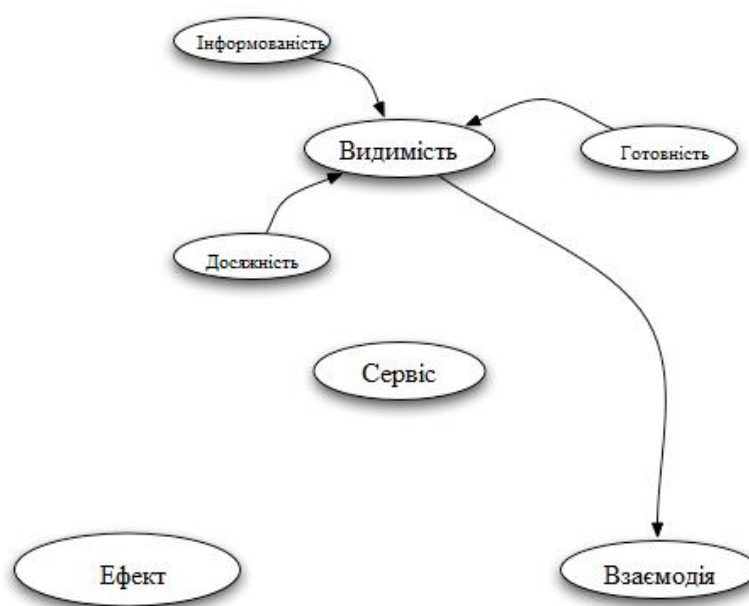 Інформованість
Видимість
Готовність
Досяжність
Сервіс
Ефект
Взаємодія